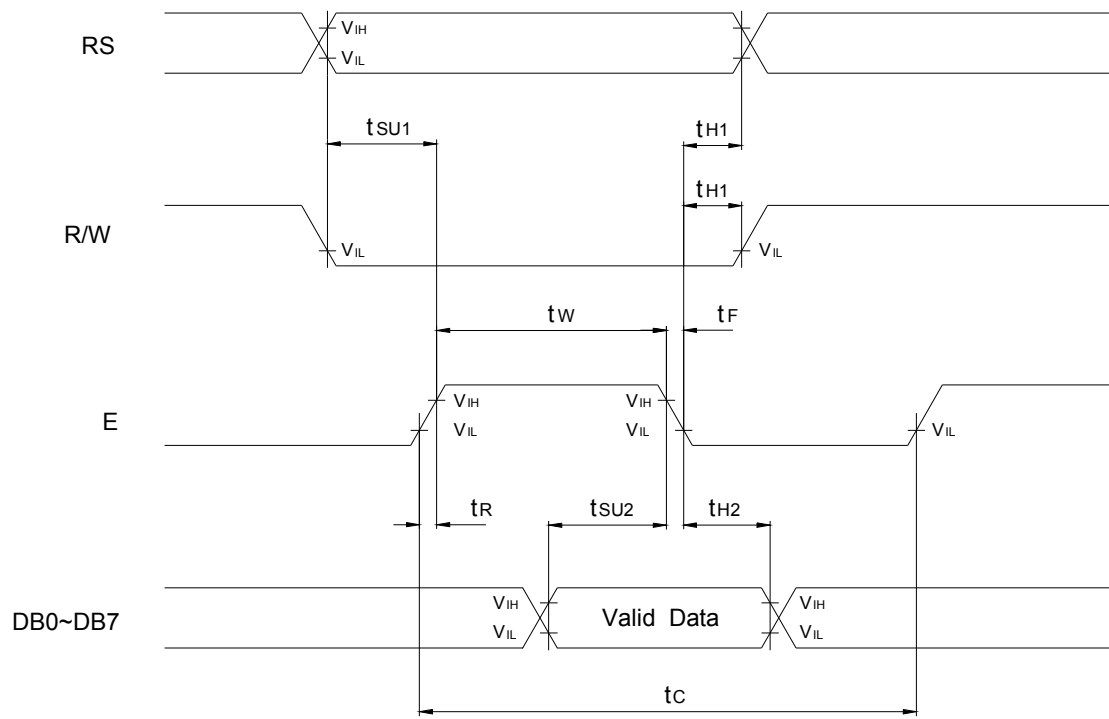 RS
VIH
VIL
tSU1
tH1
tH1
R/W
VIL
VIL
tW
tF
E
VIH
VIH
VIL
VIL
VIL
tR
tSU2
tH2
DB0~DB7
VIH
VIL
Valid Data
VIH
VIL
tC